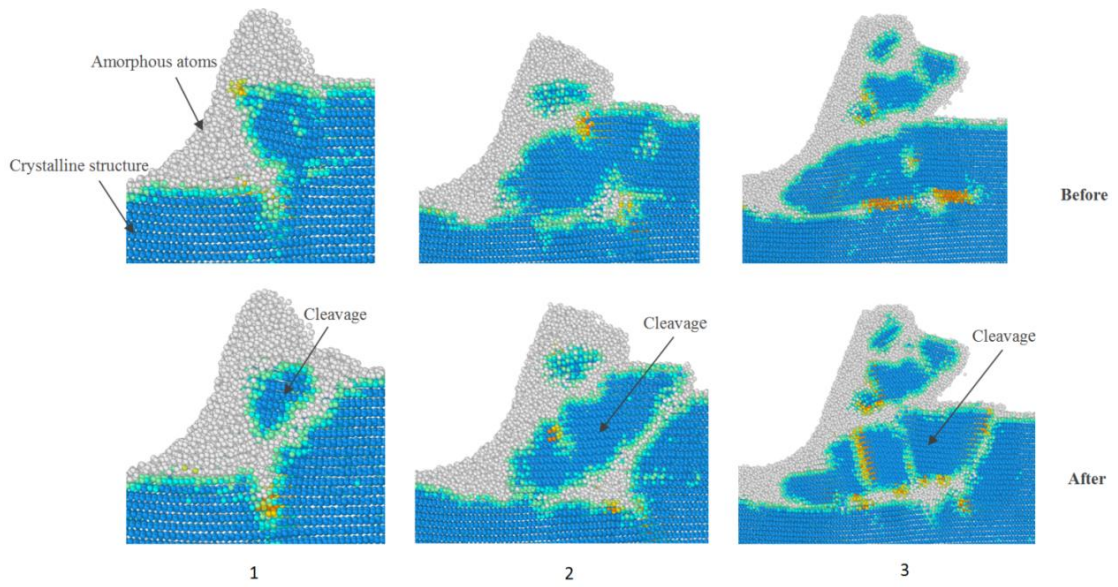 Amorphous atoms
Crystalline structure
Before
Cleavage
Cleavage
Cleavage
After
1
2
3